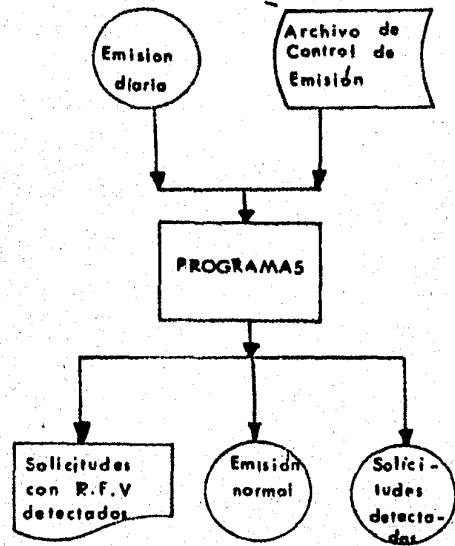 Emision
diaria
Archivo de
Control de
Emisión
PROGRAMAS
Solicitudes
con R.F.V
detectados
Emisión
normal
Solici-
tudes
detecta-
das